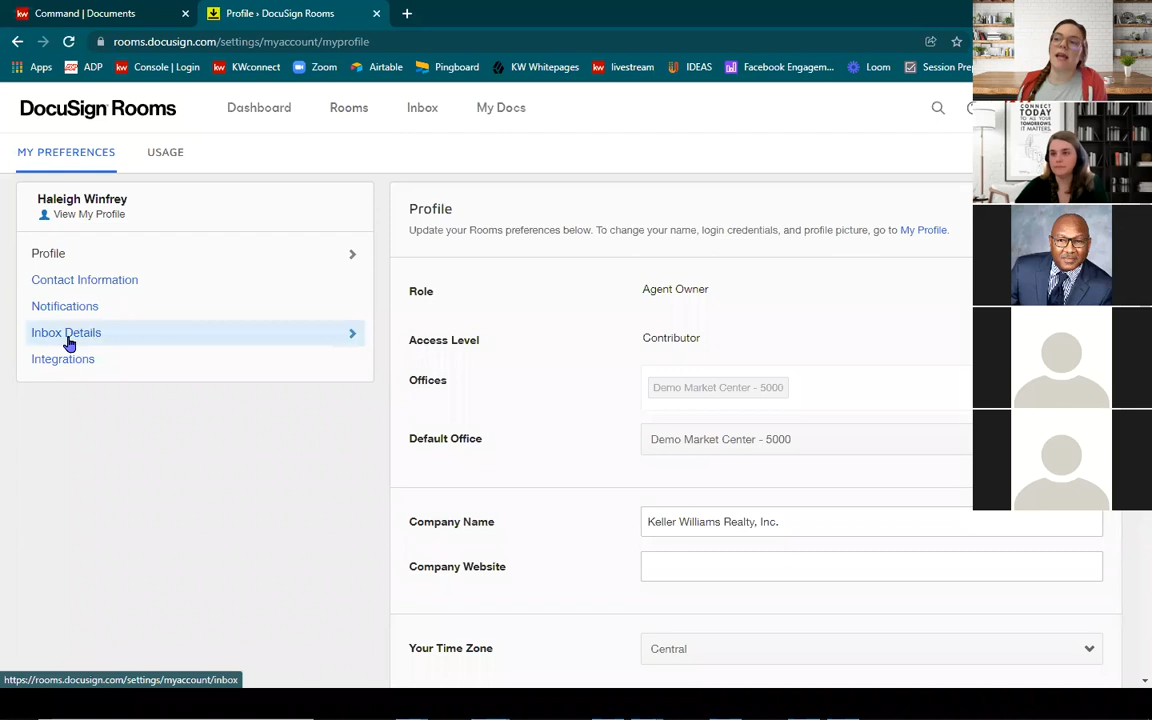 Command | Documents
Profile › DocuSign Rooms
rooms.docusign.com/settings/myaccount/myprofile
Apps
ADP
Console | Login
KWconnect
Zoom
Airtable
Pingboard
KW Whitepages
livestream
IDEAS
Facebook Engagem...
Loom
Session Pre
DocuSign Rooms
Dashboard
Rooms
Inbox
My Docs
MY PREFERENCES
USAGE
Haleigh Winfrey
View My Profile
Profile
Contact Information
Notifications
Inbox Details
Integrations
Profile
Update your Rooms preferences below. To change your name, login credentials, and profile picture, go to My Profile.
Role
Agent Owner
Access Level
Contributor
Offices
Demo Market Center - 5000
Default Office
Demo Market Center - 5000
Company Name
Keller Williams Realty, Inc.
Company Website
Your Time Zone
Central
https://rooms.docusign.com/settings/myaccount/inbox
CONNECT
TODAY
TO ALL YOUR
TOMORROWS
IT MATTERS.